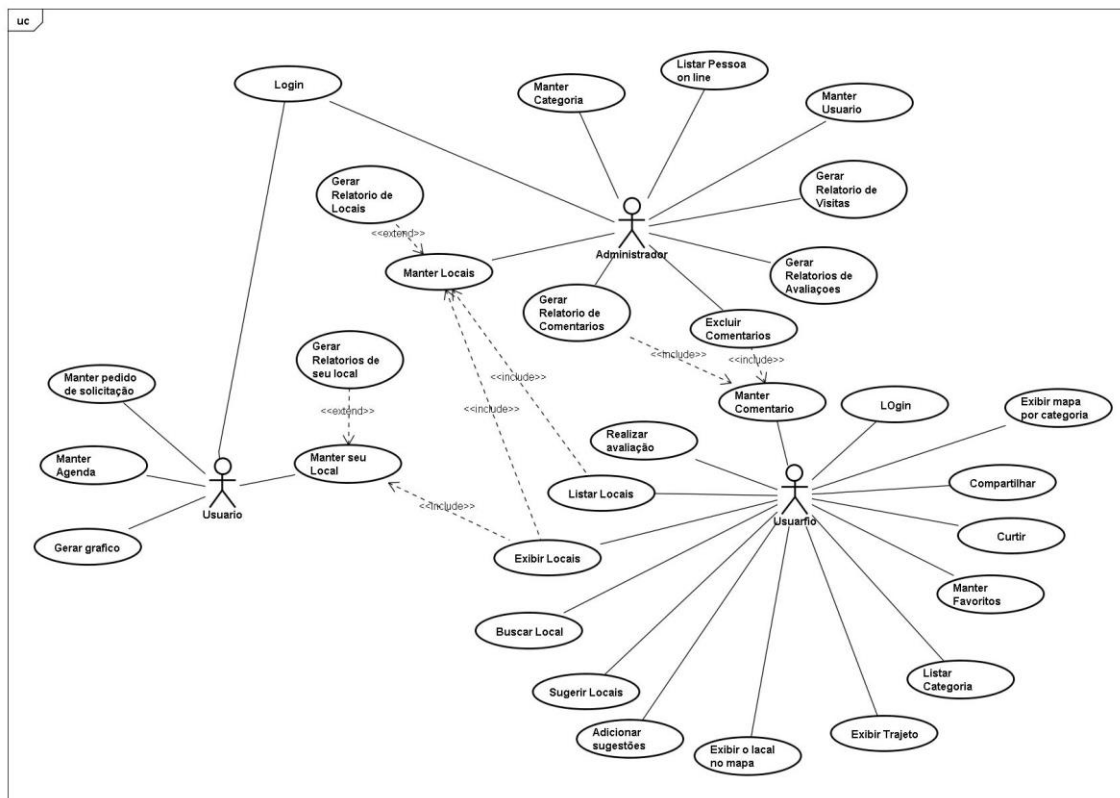 uc
Listar Pessoa
on line
Login
Manter
Categoria
Manter
Usuario
Gerar
Relatorio de
Locais
Gerar
Relatorio de
Visitas
<<extend>>
Administrador
Manter Locais
Gerar
Relatorios de
Avaliaçoes
Gerar
Relatorio de
Comentarios
Excluir
Comentarios
Gerar
Relatorios de
seu local
<<include>>
<<include>>
<<include>>
Manter pedido
de solicitação
<<include>>
<<extend>>
Manter
Comentario
LOgin
Exibir mapa
por categoria
Realizar
avaliação
Manter
Agenda
Manter seu
Local
Listar Locais
Compartilhar
<<include>>
Usuario
Usuarfio
Curtir
Gerar grafico
Exibir Locais
Manter
Favoritos
Buscar Local
Listar
Categoria
Sugerir Locais
Adicionar
sugestões
Exibir o lacal
no mapa
Exibir Trajeto